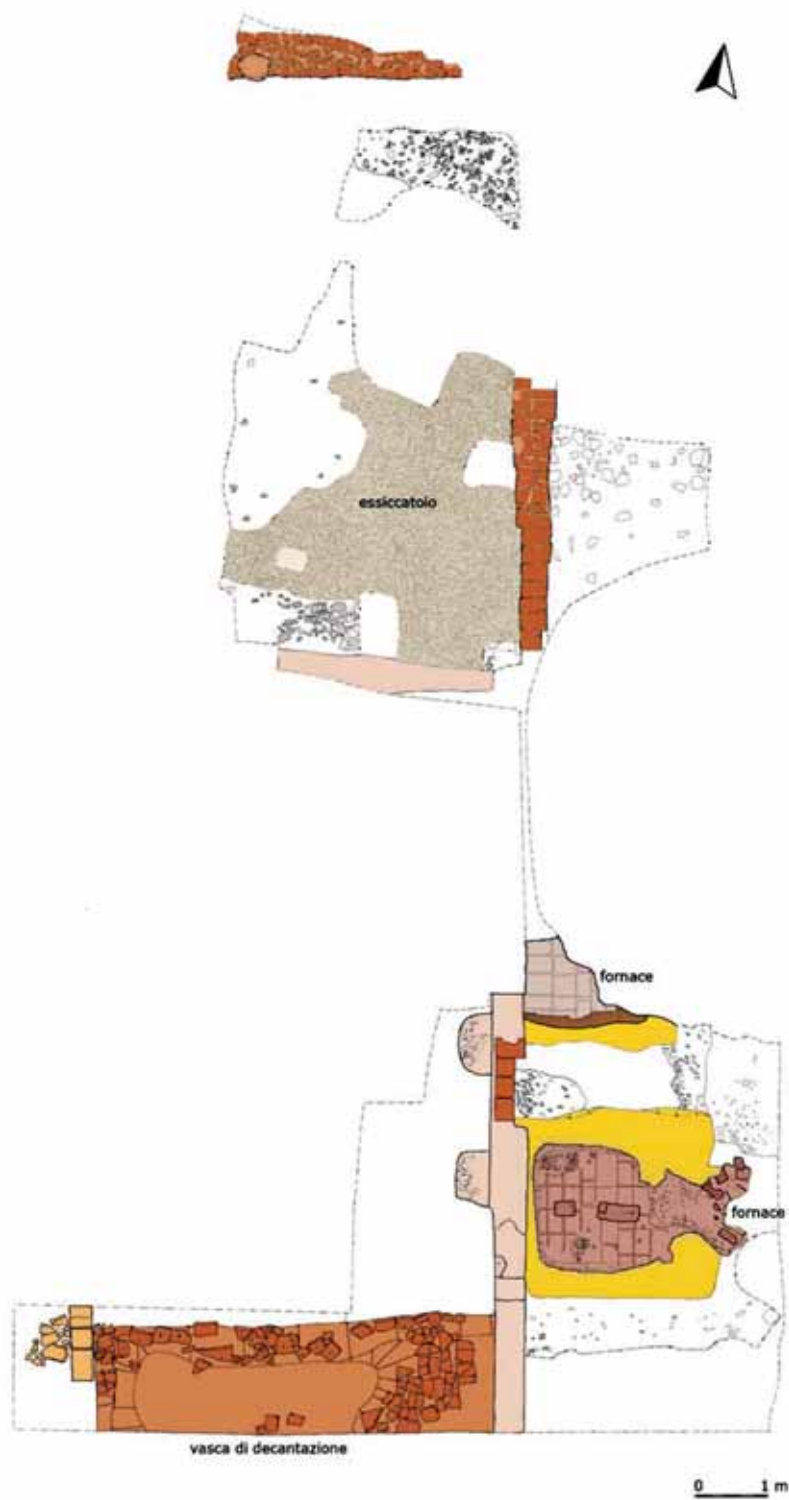 essiccatoio
fornace
fornace
vasca di decantazione
0 1 m